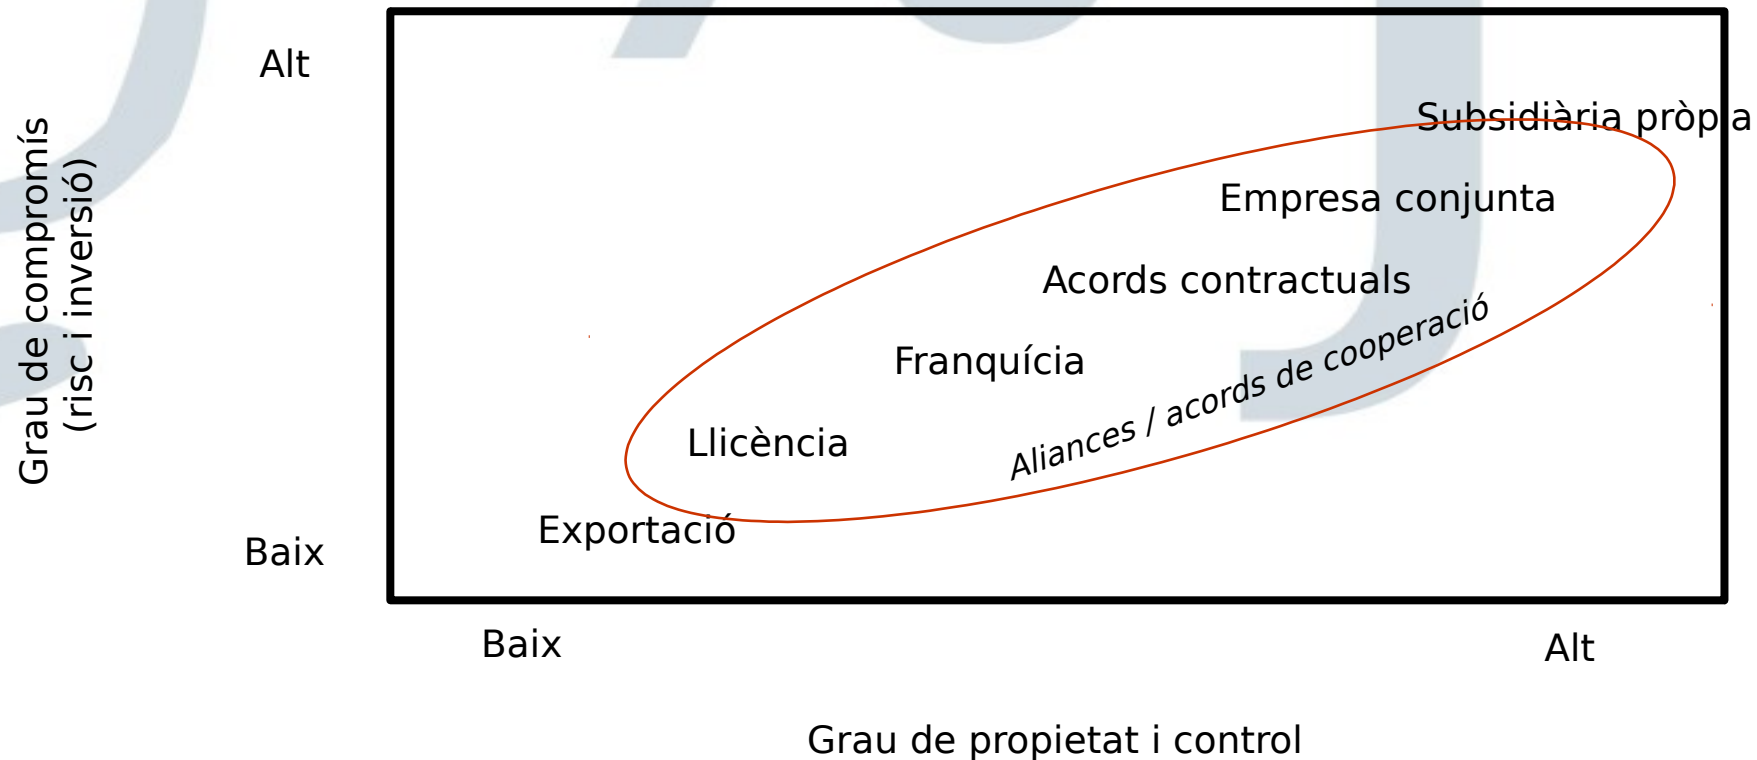 Alt
Subsidiària pròpia
Empresa conjunta
Acords contractuals
Franquícia
Llicència
Exportació
Aliances / acords de cooperació
Grau de compromís
(risc i inversió)
Baix
Baix
Alt
Grau de propietat i control